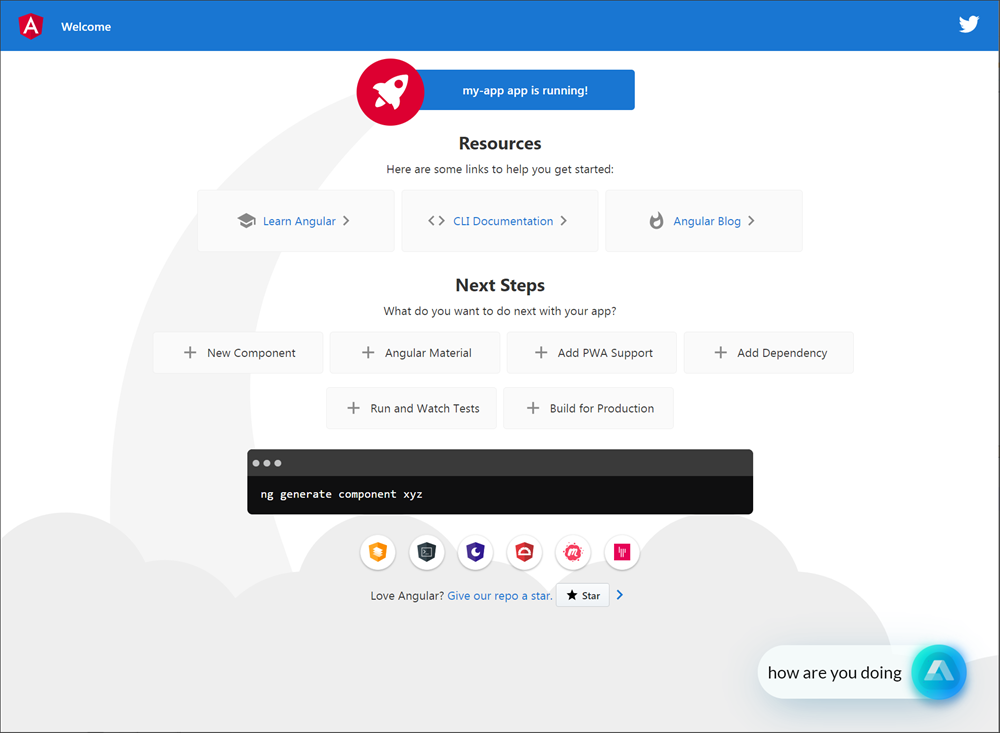 Welcome
my-app app is running!
Resources
Here are some links to help you get started:
Learn Angular
CLI Documentation
Angular Blog
Next Steps
What do you want to do next with your app?
New Component
Angular Material
Add PWA Support
Add Dependency
Run and Watch Tests
Build for Production
ng generate component xyz
Love Angular? Give our repo a star. Star
how are you doing